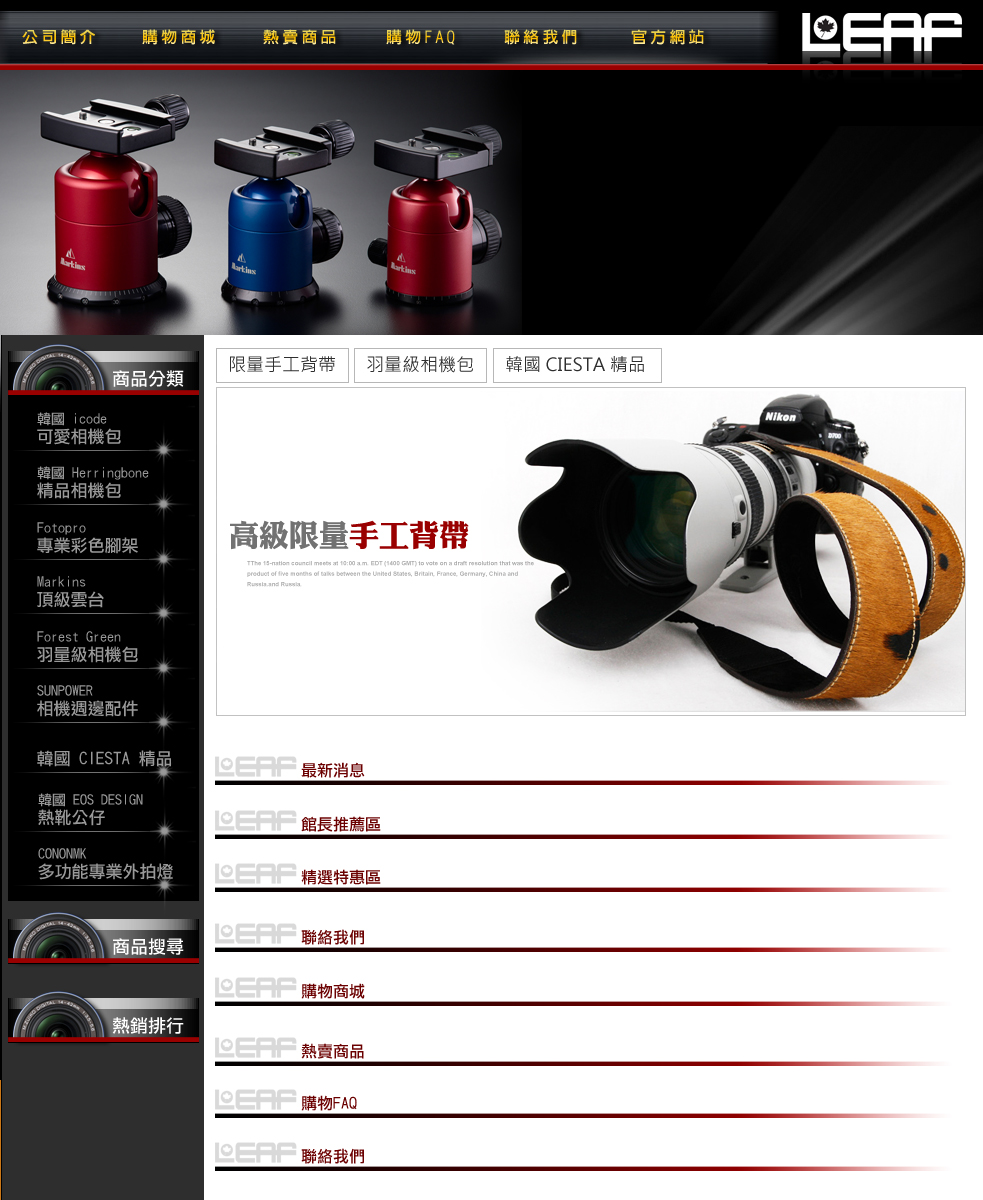 公司簡介 購物商城 熱賣商品 購物FAQ 聯絡我們 官方網站 LEAF
Markins Markins Markins
商品分類
韓國 icode
可愛相機包
韓國 Herringbone
精品相機包
Fotopro
專業彩色腳架
Markins
頂級雲台
Forest Green
羽量級相機包
SUNPOWER
相機週邊配件
韓國 CIESTA 精品
韓國 EOS DESIGN
熱靴公仔
CONONMK
多功能專業外拍燈
商品搜尋
熱銷排行
限量手工背帶 羽量級相機包 韓國 CIESTA 精品
Nikon
D700
高級限量手工背帶
TThe 15-nation council meets at 10:00 a.m. EDT (1400 GMT) to vote on a draft resolution that was the
product of five months of talks between the United States, Britain, France, Germany, China and
Russia.and Russia
LEAF 最新消息
LEAF 館長推薦區
LEAF 精選特惠區
LEAF 聯絡我們
LEAF 購物商城
LEAF 熱賣商品
LEAF 購物FAQ
LEAF 聯絡我們